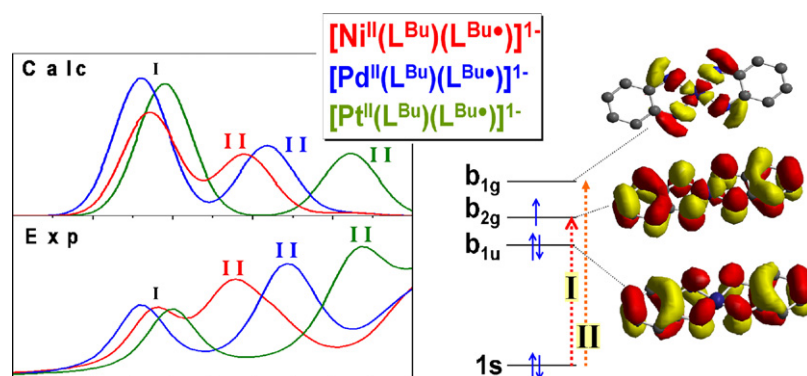 [Ni^II(L^Bu)(L^Bu•)]^1-
[Pd^II(L^Bu)(L^Bu•)]^1-
[Pt^II(L^Bu)(L^Bu•)]^1-
Calc
I
II
II
II
Exp
I
II
II
II
b1g
b2g
b1u
1s
I
II